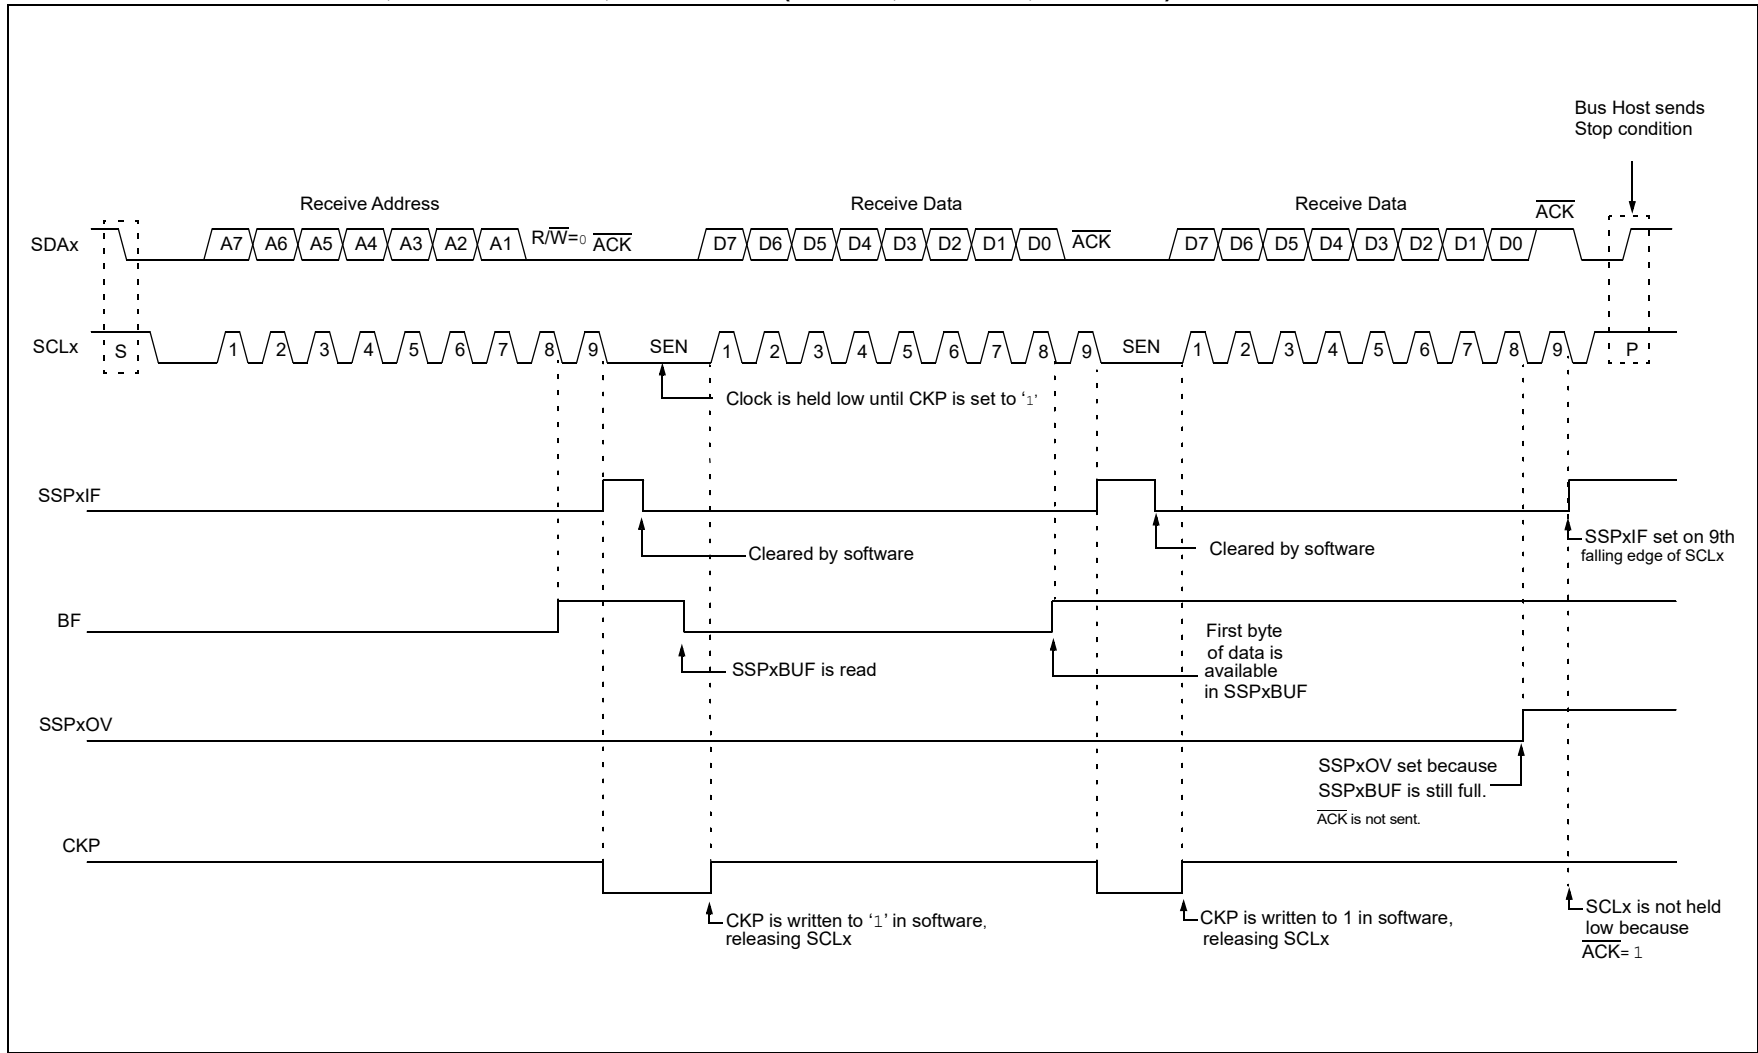 Bus Host sends
Stop condition
Receive Address
Receive Data
Receive Data
ACK
SDAx
A7 A6 A5 A4 A3 A2 A1 R/W=0 ACK D7 D6 D5 D4 D3 D2 D1 D0 ACK D7 D6 D5 D4 D3 D2 D1 D0
SCLx
S 1 2 3 4 5 6 7 8 9 SEN 1 2 3 4 5 6 7 8 9 SEN 1 2 3 4 5 6 7 8 9 P
Clock is held low until CKP is set to ‘1’
SSPxIF
Cleared by software
Cleared by software
SSPxIF set on 9th
falling edge of SCLx
BF
SSPxBUF is read
First byte
of data is
available
in SSPxBUF
SSPxOV
SSPxOV set because
SSPxBUF is still full.
ACK is not sent.
CKP
CKP is written to ‘1’ in software,
releasing SCLx
CKP is written to 1 in software,
releasing SCLx
SCLx is not held
low because
ACK= 1